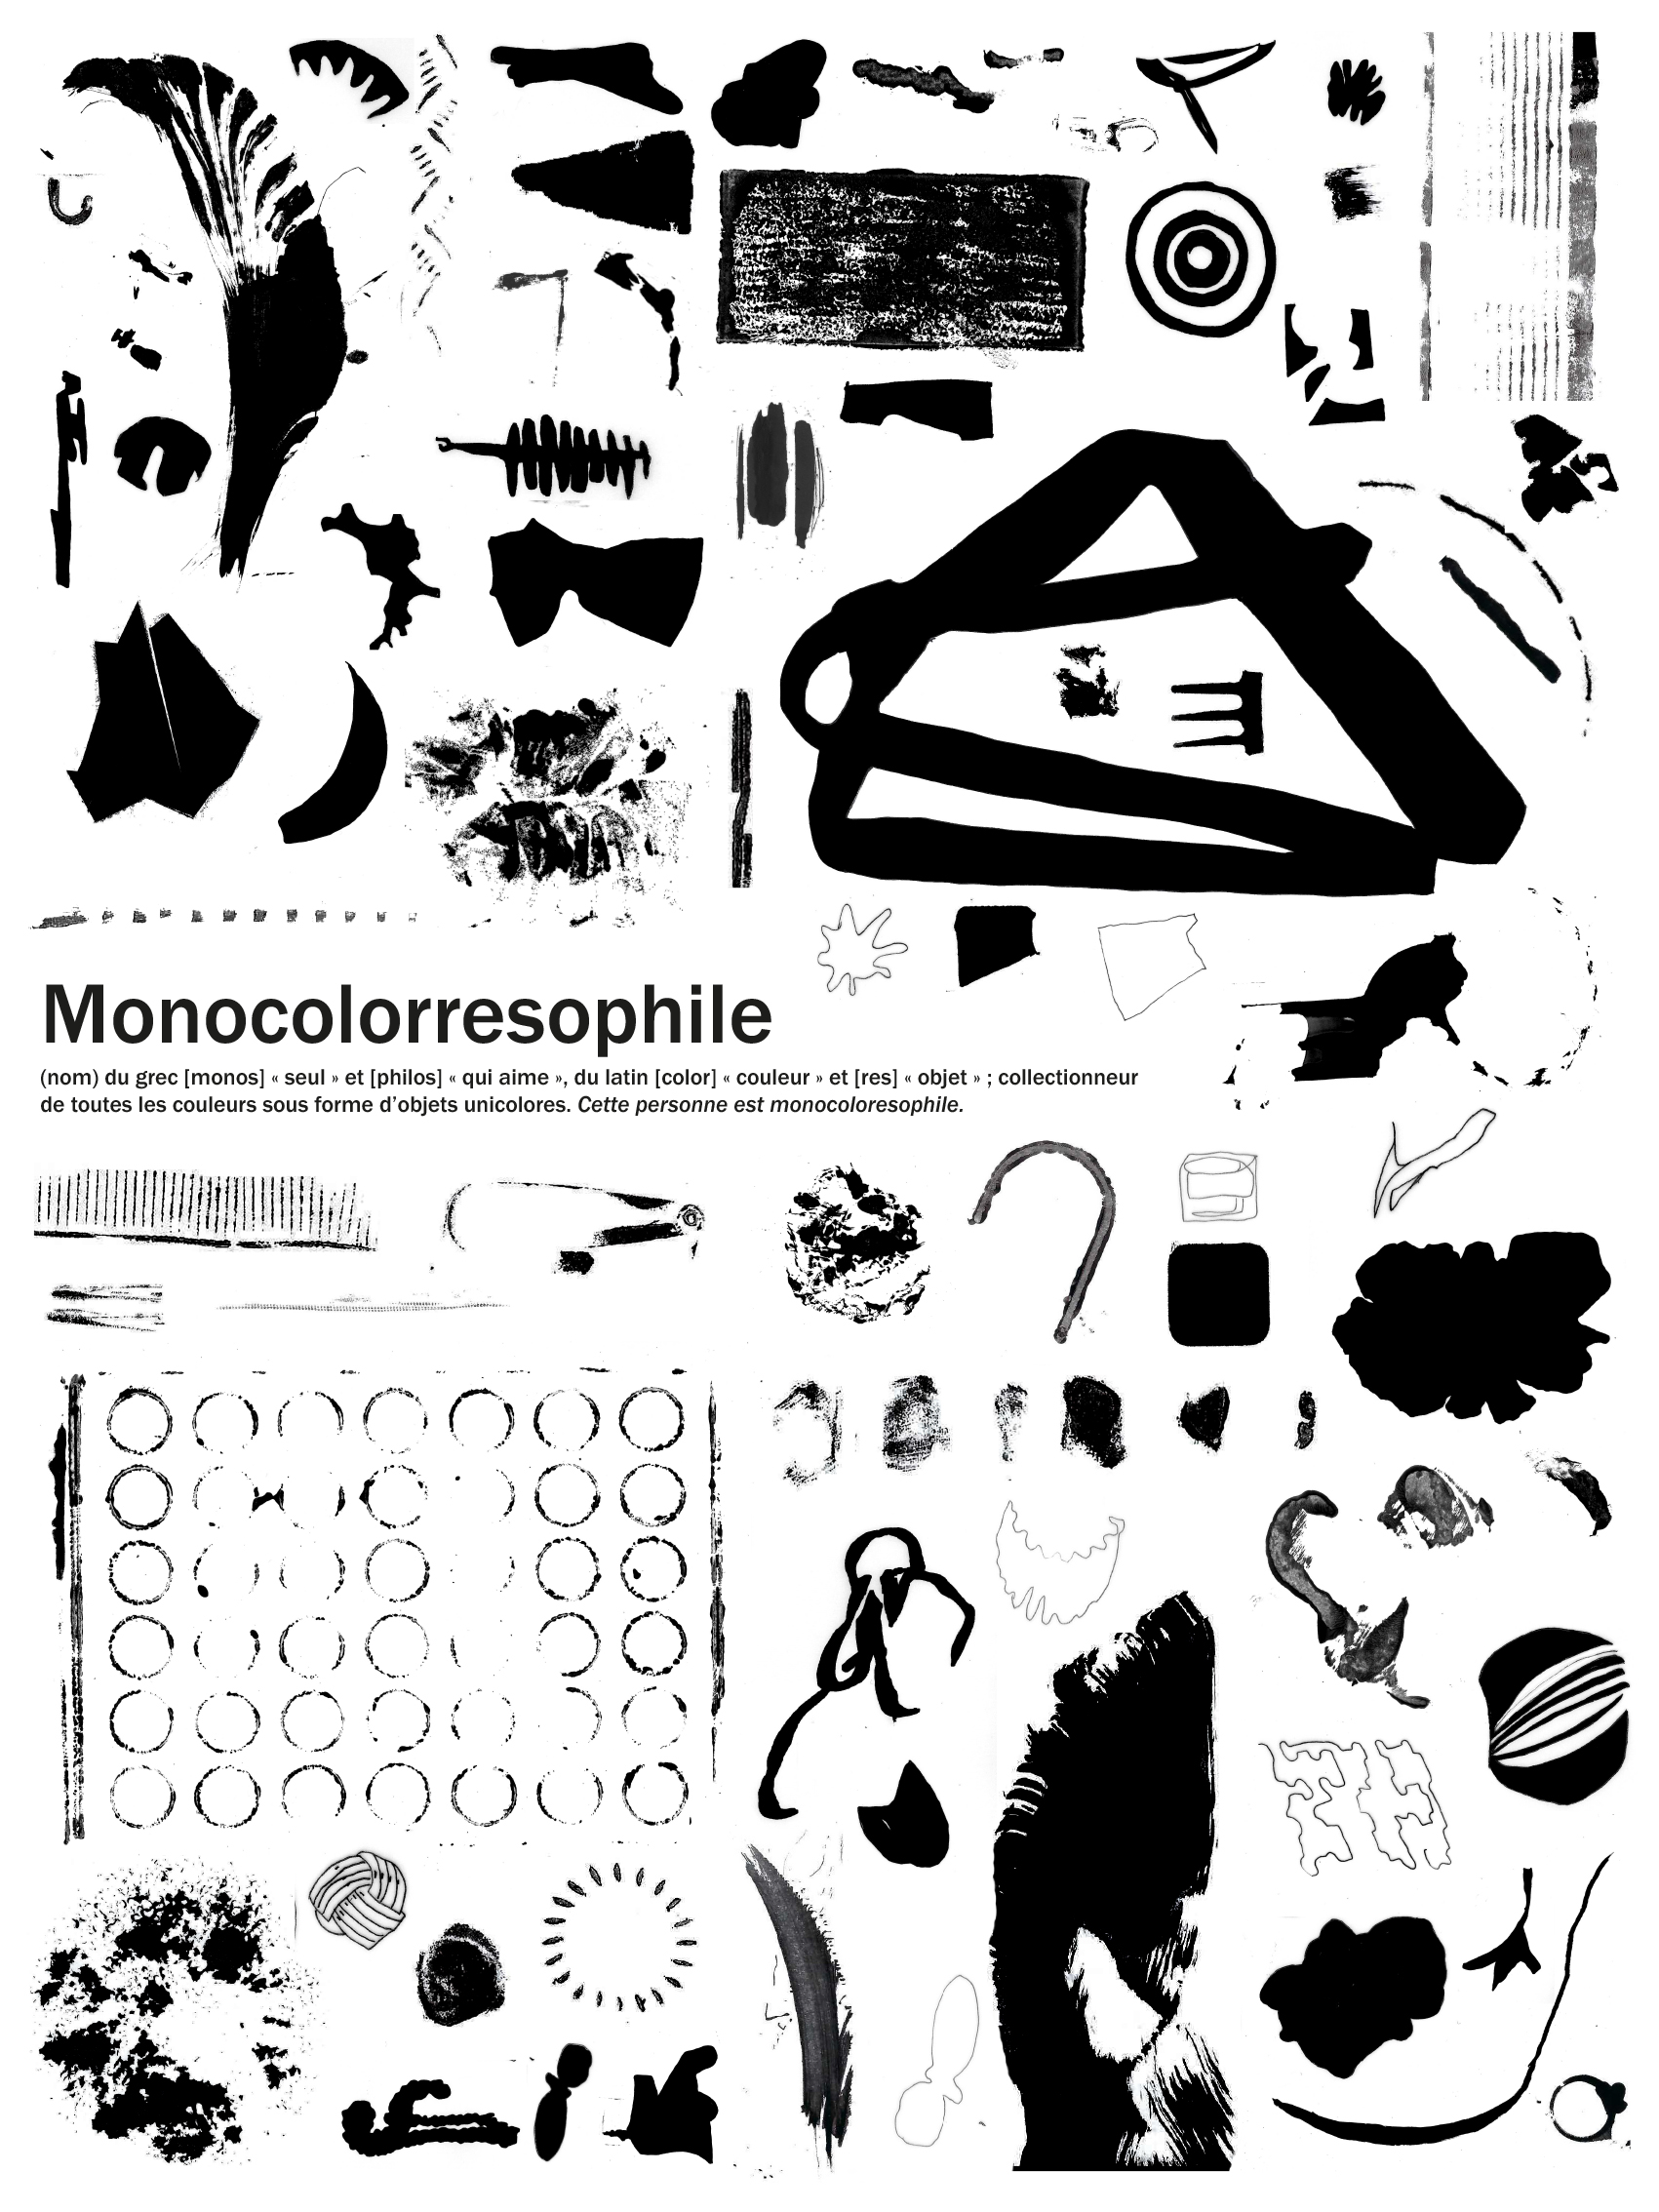 Monocolorresophile
(nom) du grec [monos] « seul » et [philos] « qui aime », du latin [color] « couleur » et [res] « objet » ; collectionneur
de toutes les couleurs sous forme d’objets unicolores. Cette personne est monocoloresophile.